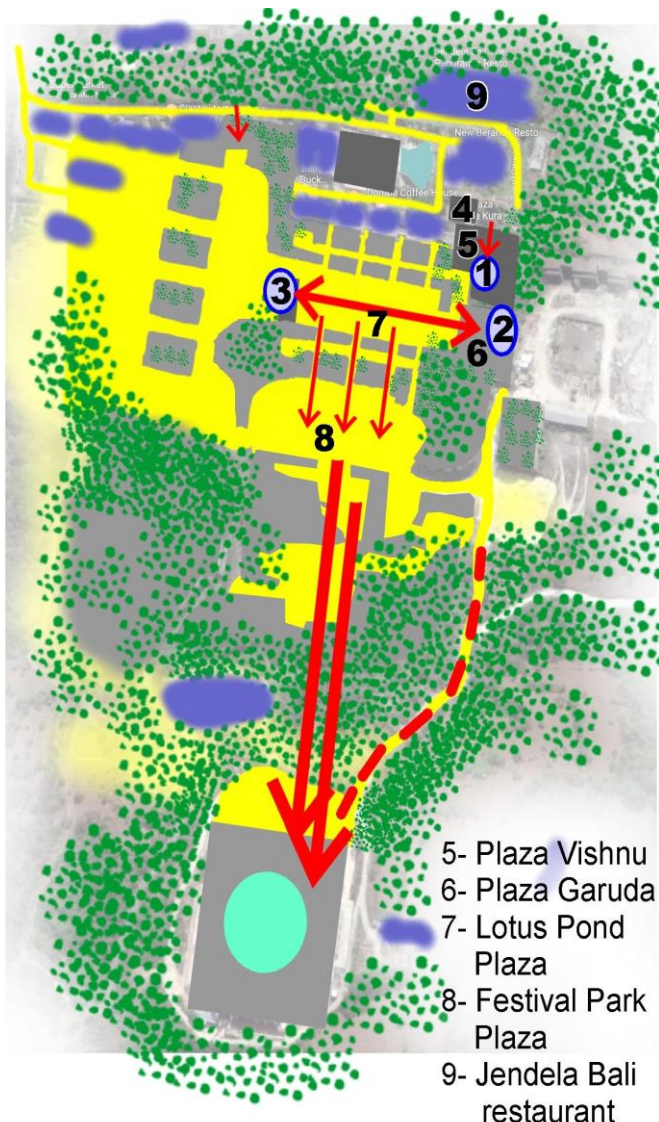 9
New Beranda Resto
Coffee House
4
5
1
3
7
2
6
8
5- Plaza Vishnu
6- Plaza Garuda
7- Lotus Pond
Plaza
8- Festival Park
Plaza
9- Jendela Bali
restaurant